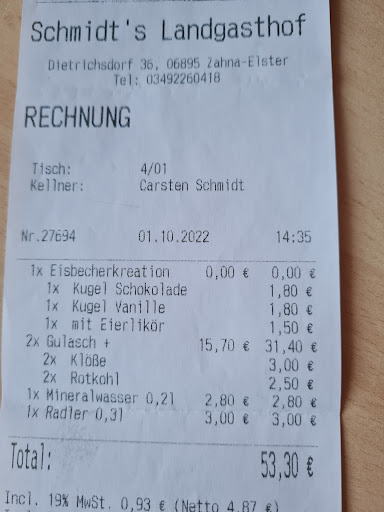 Schmidt's Landgasthof
Dietrichsdorf 36, 06895 Zahna-Elster
Tel: 03492260418
RECHNUNG
Tisch: 4/01
Kellner: Carsten Schmidt
Nr.27694 01.10.2022 14:35
1x Eisbecherkreation 0,00 € 0,00 €
1x Kugel Schokolade 1,80 €
1x Kugel Vanille 1,80 €
1x mit Eierlikör 1,50 €
2x Gulasch + 15,70 € 31,40 €
2x Klöße 3,00 €
2x Rotkohl 2,50 €
1x Mineralwasser 0,2l 2,80 € 2,80 €
1x Radler 0,3l 3,00 € 3,00 €
Total: 53,30 €
Incl. 19% MwSt. 0,93 € (Netto 4,87 €)